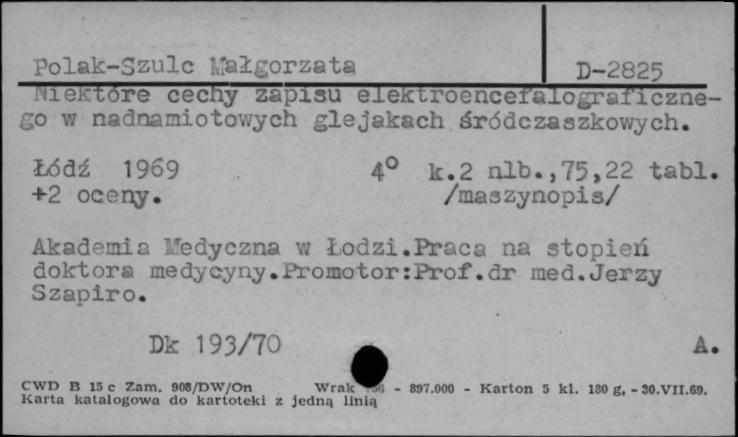 Polak-Szulc Małgorzata D-2825
Niektóre cechy zapisu elektroencefalograficzne-
go w nadnamiotowych glejakach śródczaszkowych.
Łódź 1969 4° k.2 nlb.,75,22 tabl.
+2 oceny. /maszynopis/
Akademia Medyczna w Łodzi.Praca na stopień
doktora medycyny.Promotor:Prof.dr med.Jerzy
Szapiro.
Dk 193/70 A.
CWD B 15 c Zam. 908/DW/On Wrak - 897.000 - Karton 5 kl. 180 g, - 30.VII.69.
Karta katalogowa do kartoteki z jedną linią